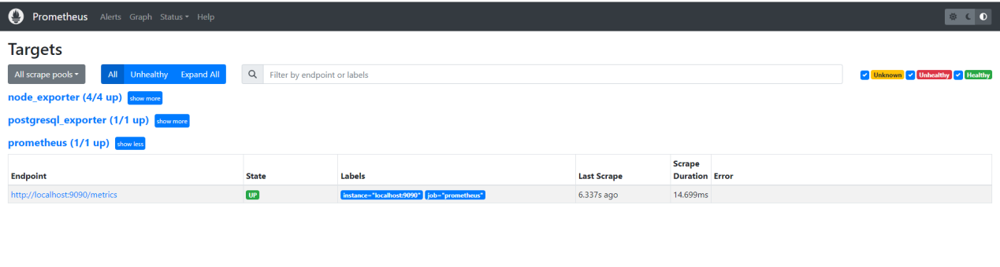 Prometheus Alerts Graph Status Help
Targets
All scrape pools All Unhealthy Expand All Filter by endpoint or labels Unknown Unhealthy Healthy
node_exporter (4/4 up) show more
postgresql_exporter (1/1 up) show more
prometheus (1/1 up) show less
Endpoint State Labels Last Scrape Scrape Duration Error
http://localhost:9090/metrics UP instance="localhost:9090" job="prometheus" 6.337s ago 14.699ms